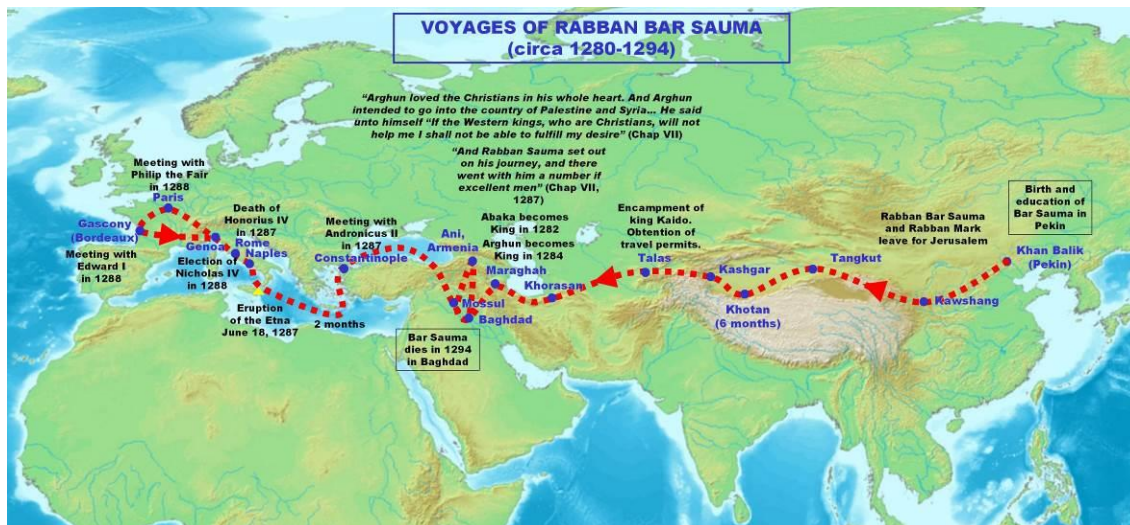 VOYAGES OF RABBAN BAR SAUMA
(circa 1280-1294)
“Arghun loved the Christians in his whole heart. And Arghun
intended to go into the country of Palestine and Syria... He said
unto himself “If the Western kings, who are Christians, will not
help me I shall not be able to fulfill my desire” (Chap VII)
“And Rabban Sauma set out
on his journey, and there
went with him a number if
excellent men” (Chap VII,
1287)
Meeting with
Philip the Fair
in 1288
Paris
Gascony
(Bordeaux)
Meeting with
Edward I
in 1288
Genoa
Death of
Honorius IV
in 1287
Rome
Naples
Election of
Nicholas IV
in 1288
Eruption
of the Etna
June 18, 1287
2 months
Meeting with
Andronicus II
in 1287
Constantinople
Ani,
Armenia
Abaka becomes
King in 1282
Arghun becomes
King in 1284
Maraghah
Khorasan
Mossul
Baghdad
Bar Sauma
dies in 1294
in Baghdad
Encampment of
king Kaido.
Obtention of
travel permits.
Talas
Kashgar
Khotan
(6 months)
Tangkut
Rabban Bar Sauma
and Rabban Mark
leave for Jerusalem
Kawshang
Birth and
education of
Bar Sauma in
Pekin
Khan Balik
(Pekin)